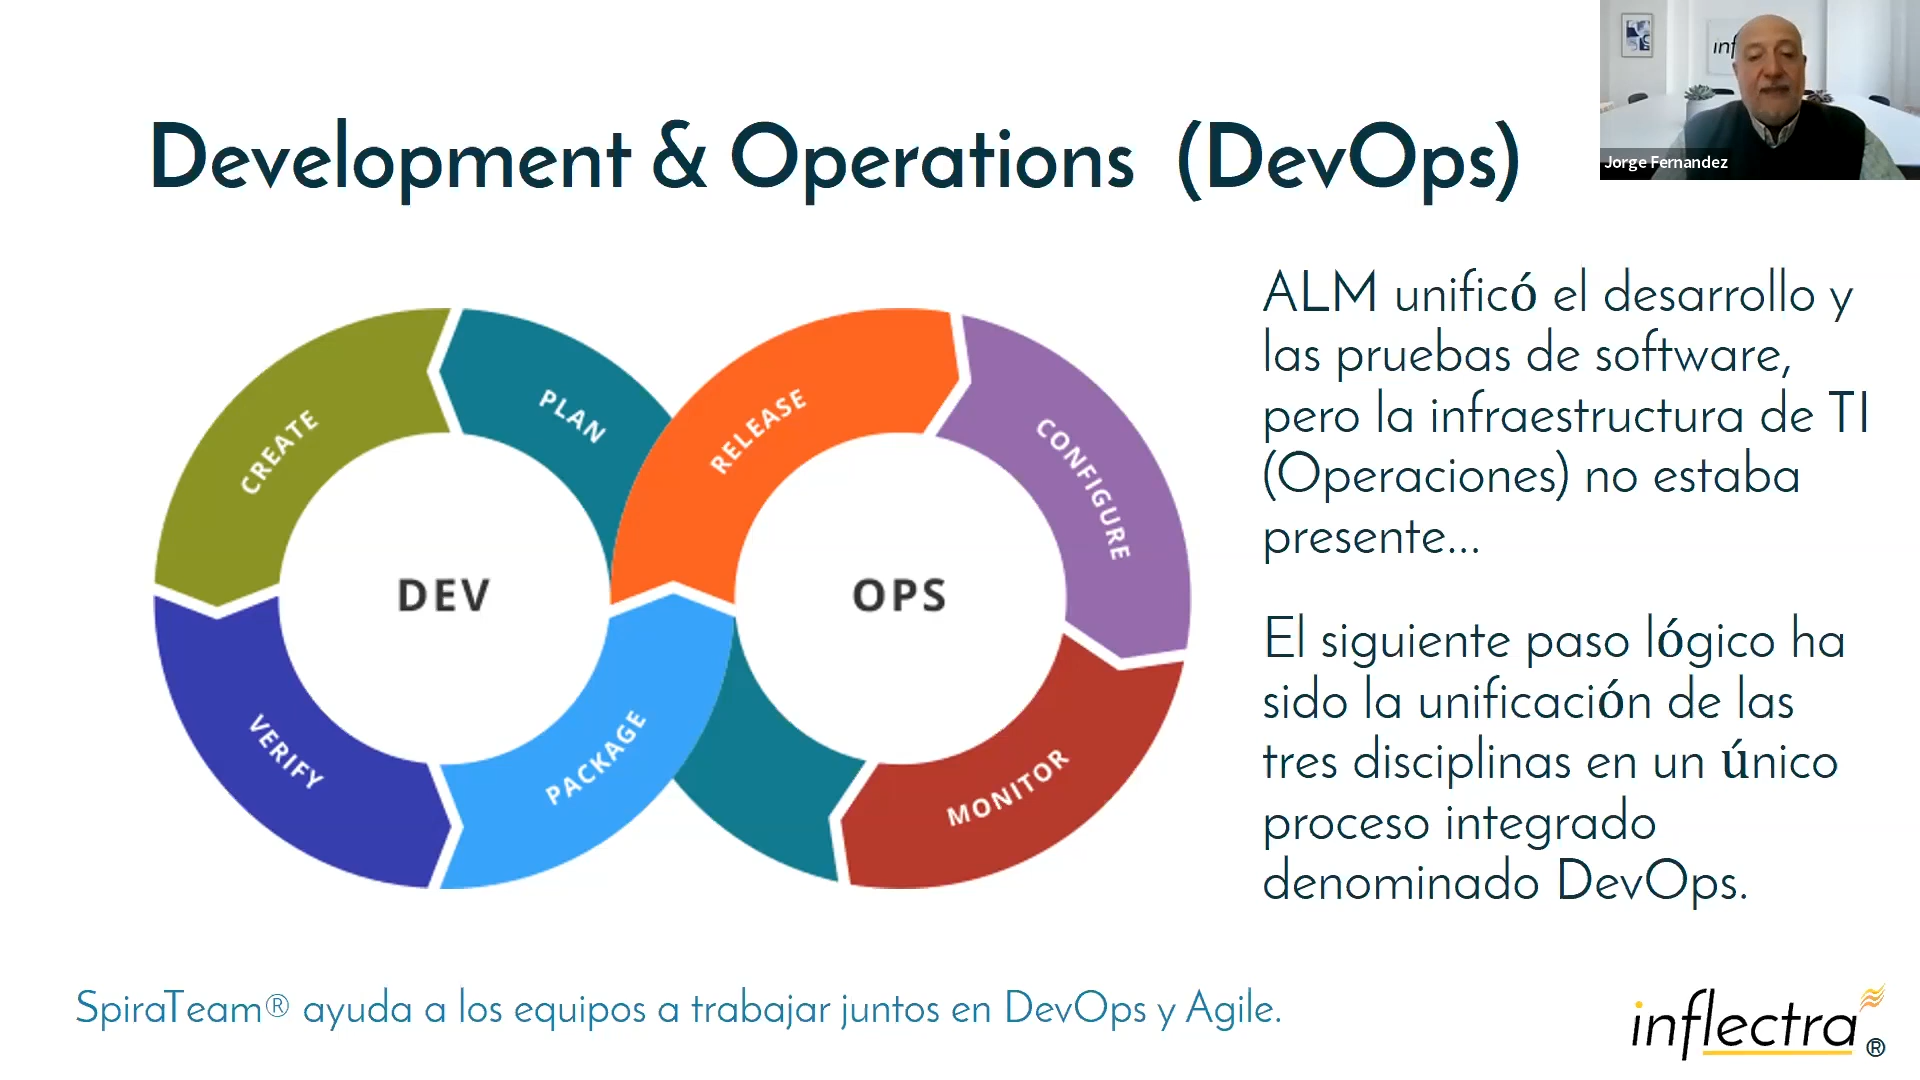 Development & Operations (DevOps)
inf
Jorge Fernandez
CREATE
PLAN
RELEASE
CONFIGURE
DEV
OPS
VERIFY
PACKAGE
MONITOR
ALM unificó el desarrollo y
las pruebas de software,
pero la infraestructura de TI
(Operaciones) no estaba
presente...
El siguiente paso lógico ha
sido la unificación de las
tres disciplinas en un único
proceso integrado
denominado DevOps.
SpiraTeam® ayuda a los equipos a trabajar juntos en DevOps y Agile.
inflectra®